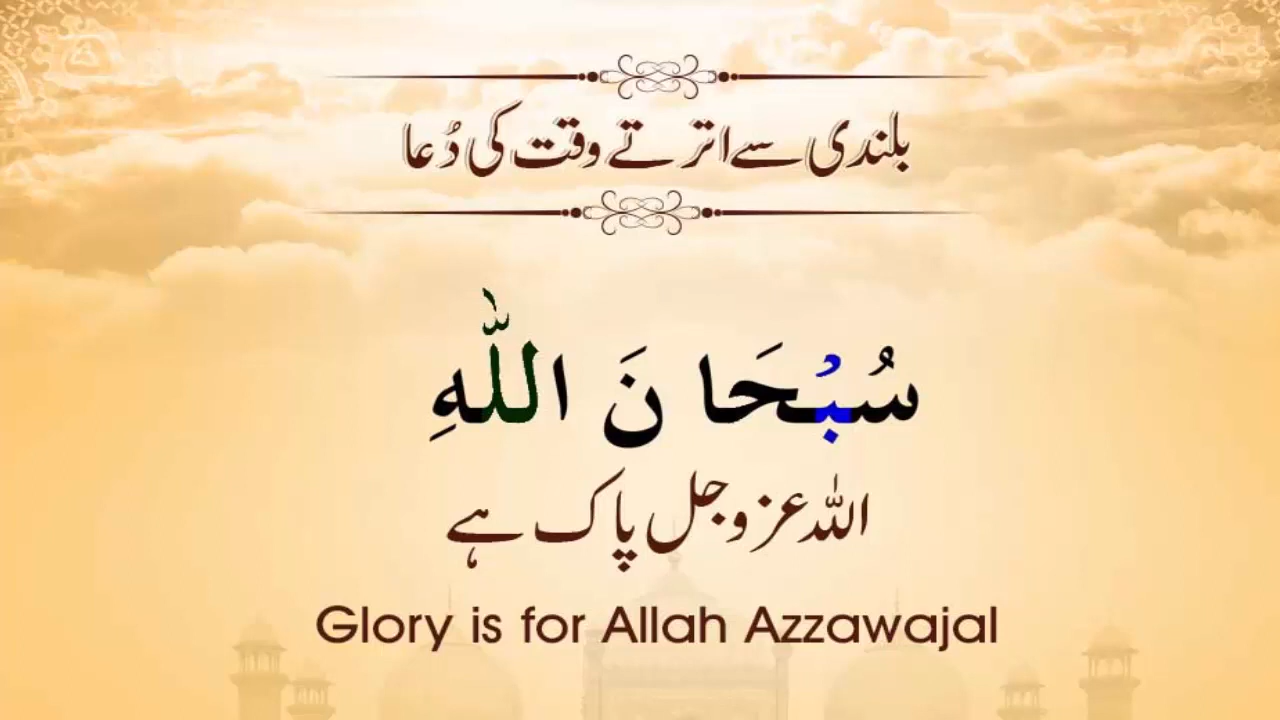 بلندی سے اترتے وقت کی دُعا
سُبْحَانَ اللّٰهِ
اللہ عزوجل پاک ہے
Glory is for Allah Azzawajal